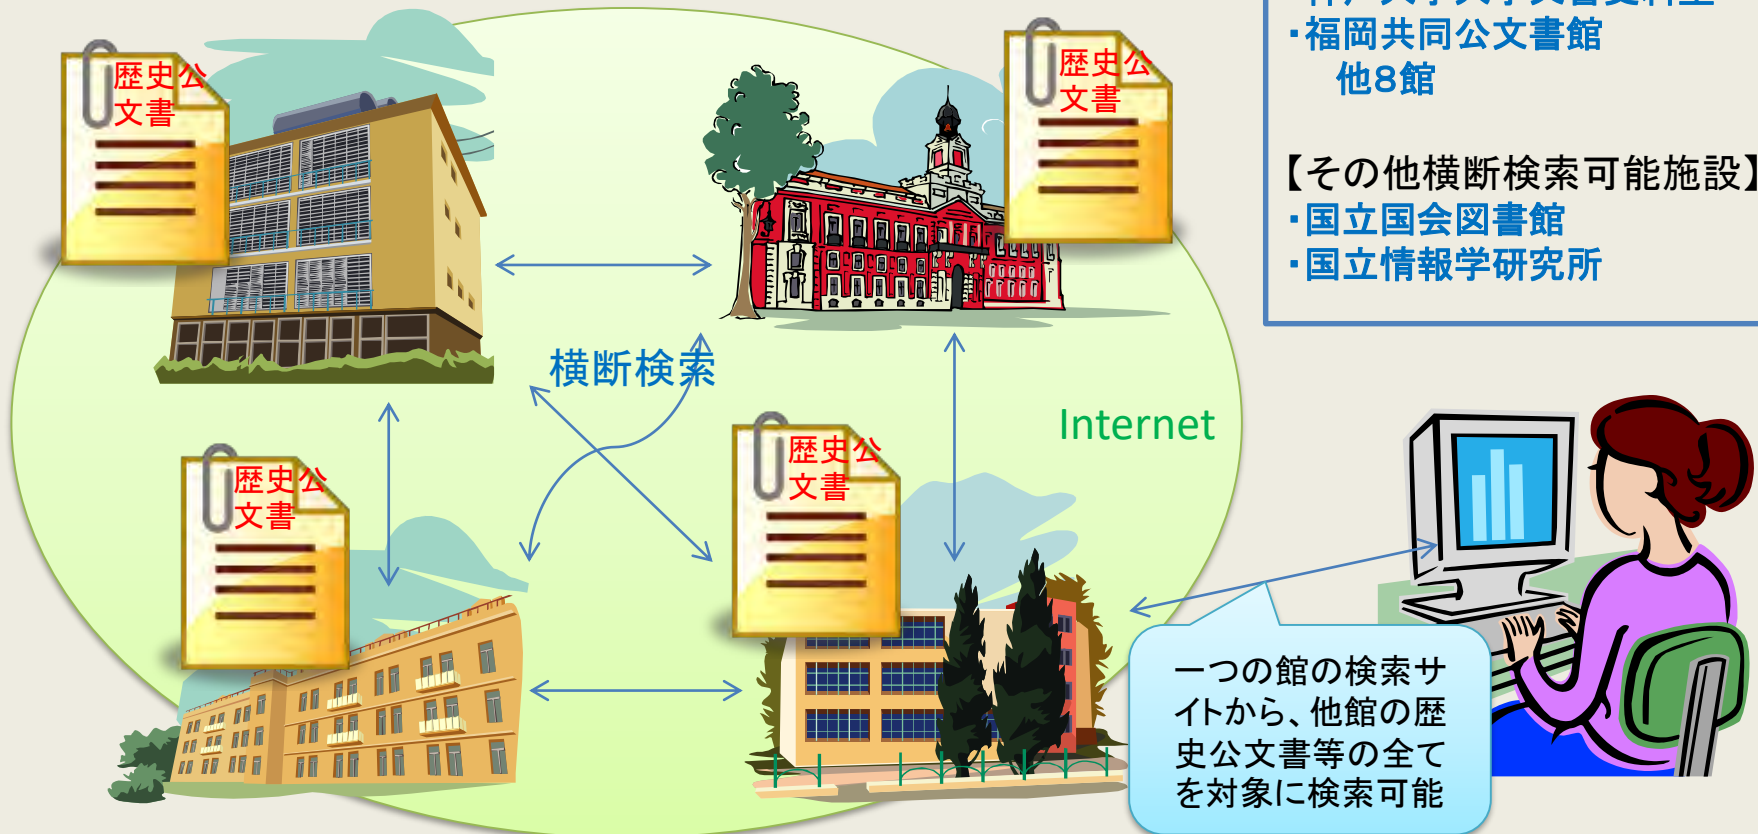 ・福岡共同公文書館
他8館
【その他横断検索可能施設】
・国立国会図書館
・国立情報学研究所
歴史公
文書
歴史公
文書
横断検索
Internet
歴史公
文書
歴史公
文書
一つの館の検索サ
イトから、他館の歴
史公文書等の全て
を対象に検索可能